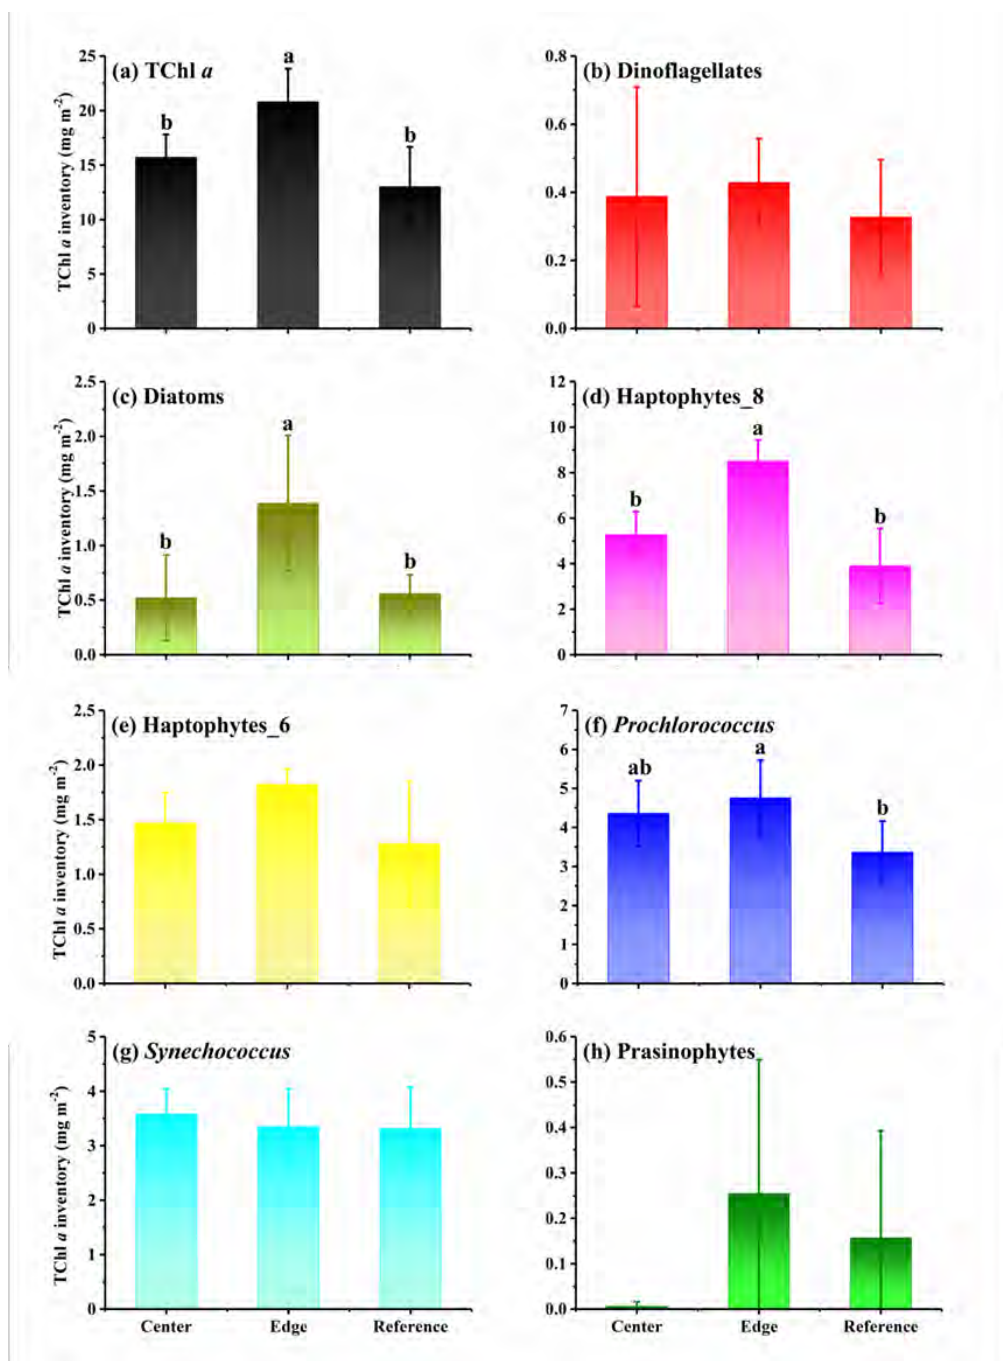 (a) TChl a
TChl a inventory (mg m-2)
25
20
15
10
5
0
b
a
b
(b) Dinoflagellates
0.8
0.6
0.4
0.2
0.0
(c) Diatoms
TChl a inventory (mg m-2)
2.5
2.0
1.5
1.0
0.5
0.0
b
a
b
(d) Haptophytes_8
12
10
8
6
4
2
0
b
a
b
(e) Haptophytes_6
TChl a inventory (mg m-2)
2.5
2.0
1.5
1.0
0.5
0.0
(f) Prochlorococcus
7
6
5
4
3
2
1
0
ab
a
b
(g) Synechococcus
TChl a inventory (mg m-2)
5
4
3
2
1
0
Center Edge Reference
(h) Prasinophytes
0.6
0.5
0.4
0.3
0.2
0.1
0.0
Center Edge Reference